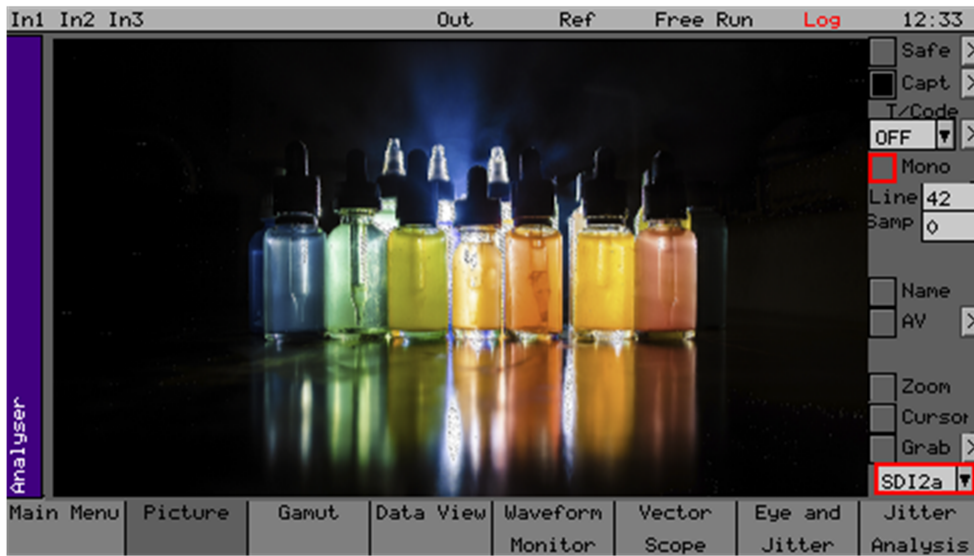 In1 In2 In3 Out Ref Free Run Log 12:33
Safe >
Capt >
T/Code
OFF >
Mono
Line 42
Samp 0
Name
AV >
Zoom
Cursor
Grab >
SDI2a
Analyser
Main Menu Picture Gamut Data View Waveform Monitor Vector Scope Eye and Jitter Jitter Analysis